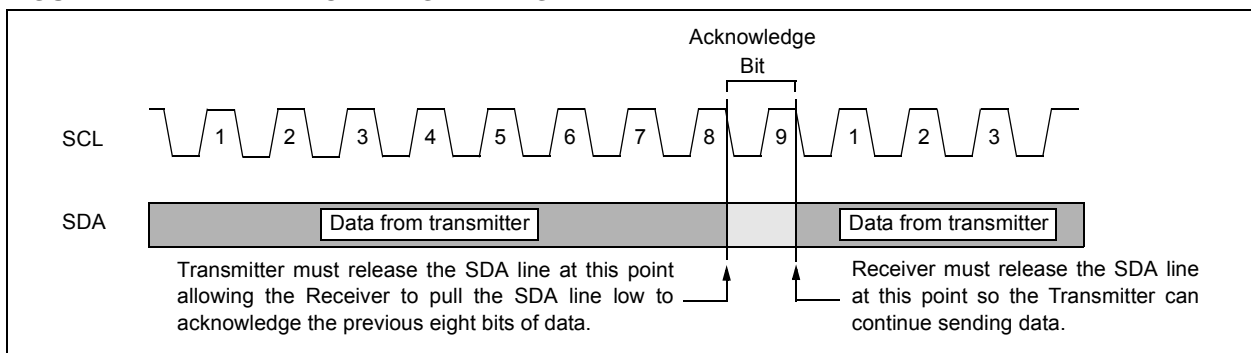 Acknowledge
Bit
SCL
1 2 3 4 5 6 7 8 9 1 2 3
SDA
Data from transmitter
Data from transmitter
Transmitter must release the SDA line at this point
allowing the Receiver to pull the SDA line low to
acknowledge the previous eight bits of data.
Receiver must release the SDA line
at this point so the Transmitter can
continue sending data.